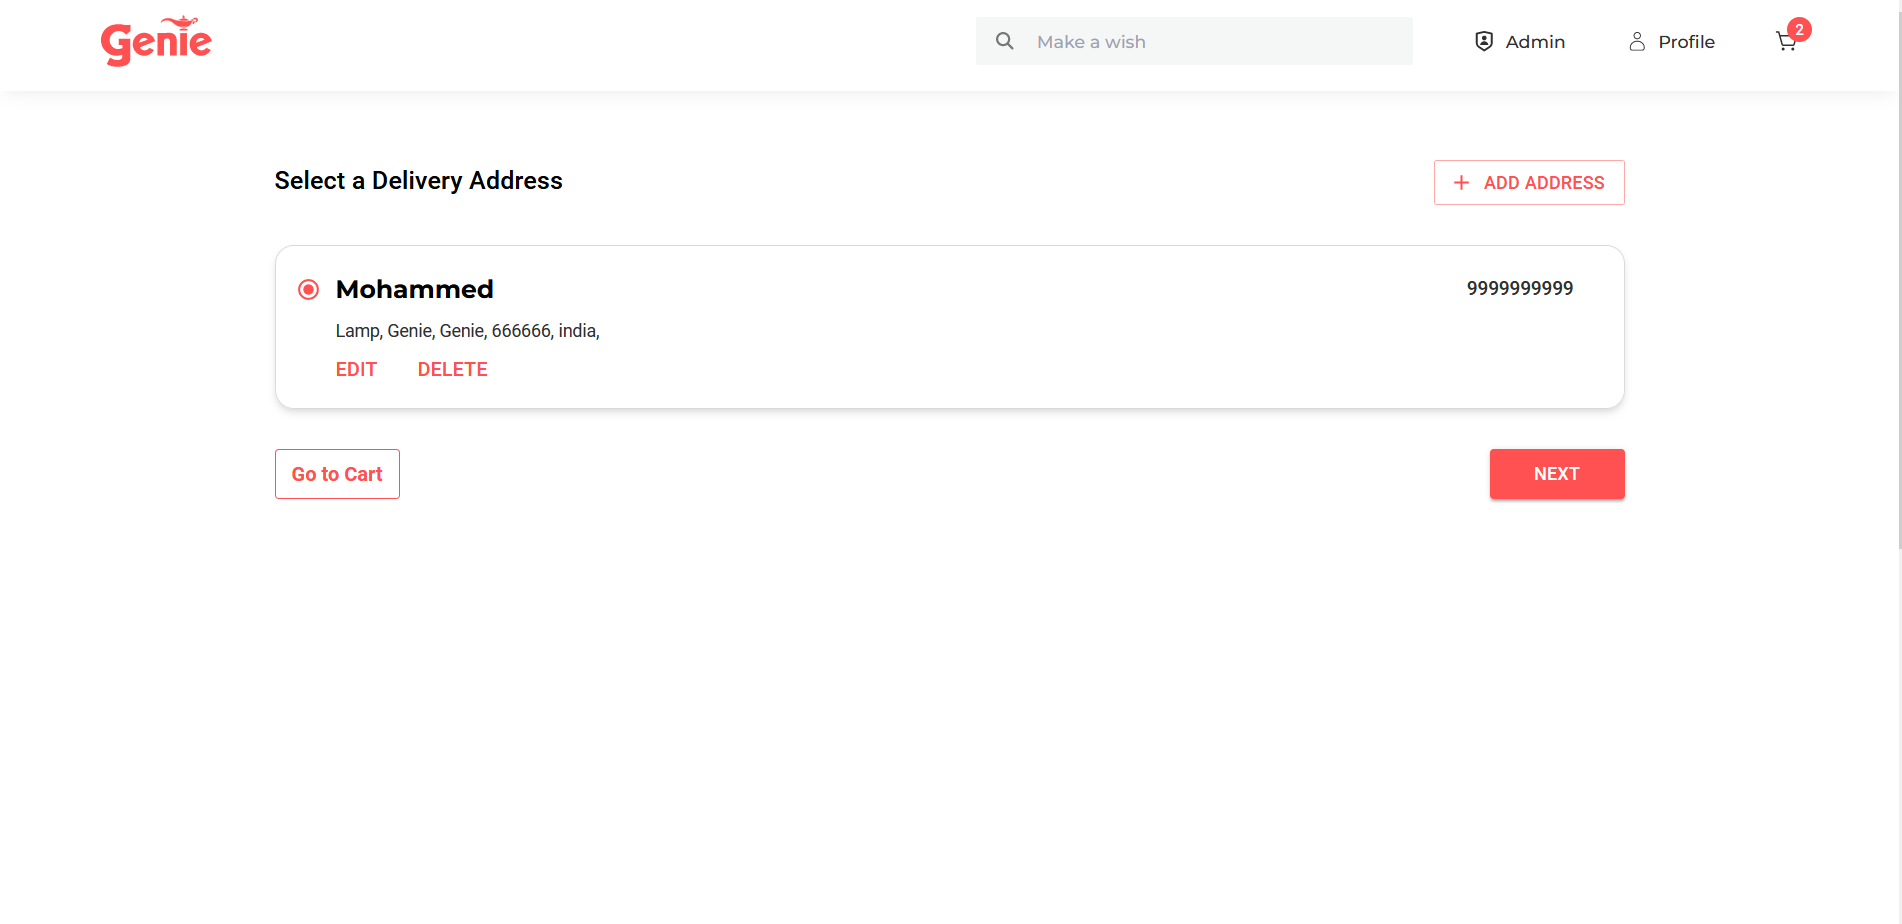 Genie
Make a wish
Admin
Profile
2
Select a Delivery Address
ADD ADDRESS
Mohammed
9999999999
Lamp, Genie, Genie, 666666, india,
EDIT DELETE
Go to Cart
NEXT